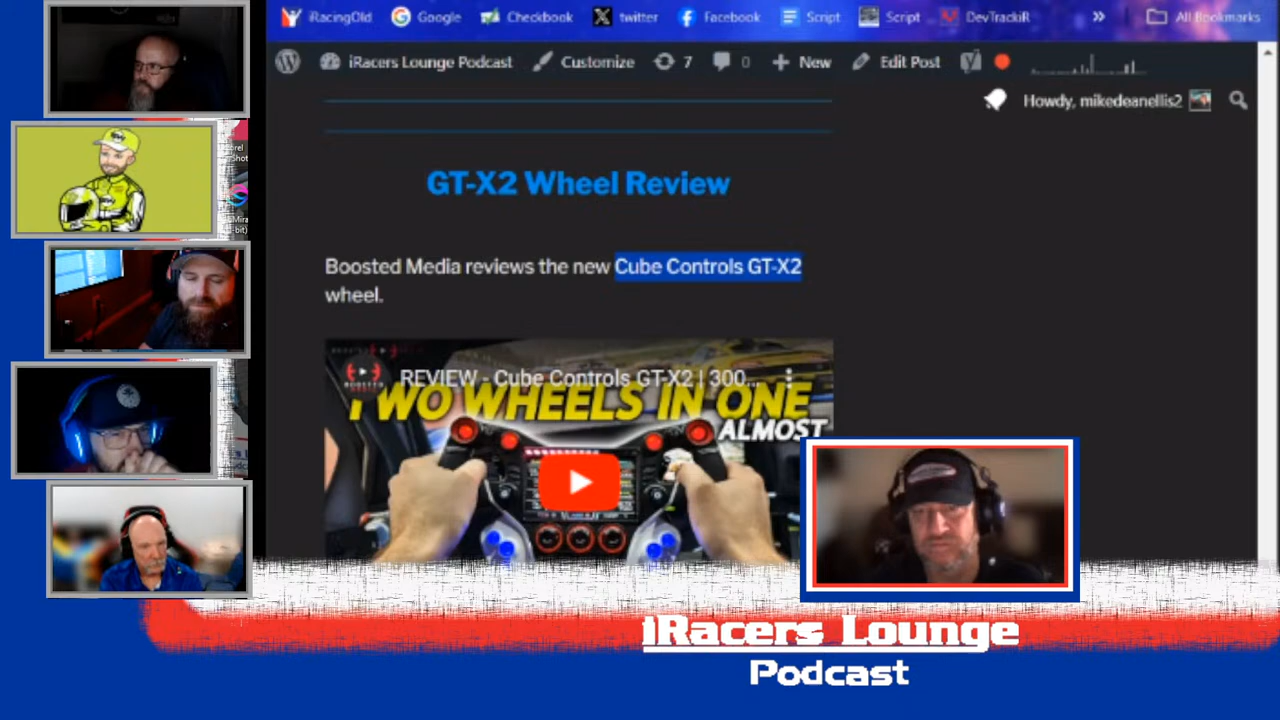 iRacingOld Google Checkbook twitter Facebook Script Script DevTrackiR » All Bookmarks
iRacers Lounge Podcast Customize 7 0 New Edit Post
Howdy, mikedeanellis2
GT-X2 Wheel Review
Boosted Media reviews the new Cube Controls GT-X2
wheel.
REVIEW - Cube Controls GT-X2 | 300...
TWO WHEELS IN ONE
ALMOST
iRacers Lounge
Podcast